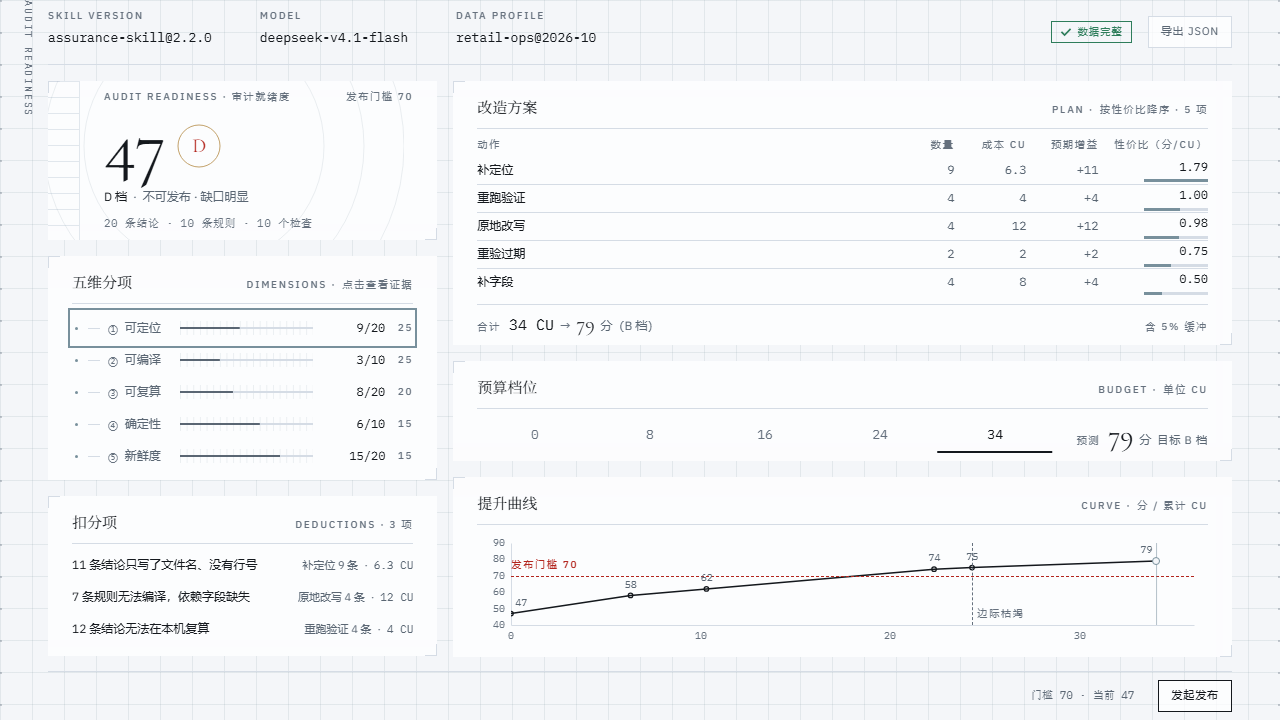 AUDIT READINESS
SKILL VERSION
assurance-skill@2.2.0
MODEL
deepseek-v4.1-flash
DATA PROFILE
retail-ops@2026-10
数据完整
导出 JSON
AUDIT READINESS · 审计就绪度
发布门槛 70
47
D
D 档 · 不可发布 · 缺口明显
20 条结论 · 10 条规则 · 10 个检查
五维分项
DIMENSIONS · 点击查看证据
① 可定位 9/20 25
② 可编译 3/10 25
③ 可复算 8/20 20
④ 确定性 6/10 15
⑤ 新鲜度 15/20 15
扣分项
DEDUCTIONS · 3 项
11 条结论只写了文件名、没有行号 补定位 9 条 · 6.3 CU
7 条规则无法编译，依赖字段缺失 原地改写 4 条 · 12 CU
12 条结论无法在本机复算 重跑验证 4 条 · 4 CU
改造方案
PLAN · 按性价比降序 · 5 项
动作 数量 成本 CU 预期增益 性价比（分/CU）
补定位 9 6.3 +11 1.79
重跑验证 4 4 +4 1.00
原地改写 4 12 +12 0.98
重验过期 2 2 +2 0.75
补字段 4 8 +4 0.50
合计 34 CU → 79 分 (B 档)
含 5% 缓冲
预算档位
BUDGET · 单位 CU
0 8 16 24 34
预测 79 分 目标 B 档
提升曲线
CURVE · 分 / 累计 CU
90
80
70
60
50
40
发布门槛 70
47
58
62
74
75
79
边际枯竭
0 10 20 30
门槛 70 · 当前 47
发起发布